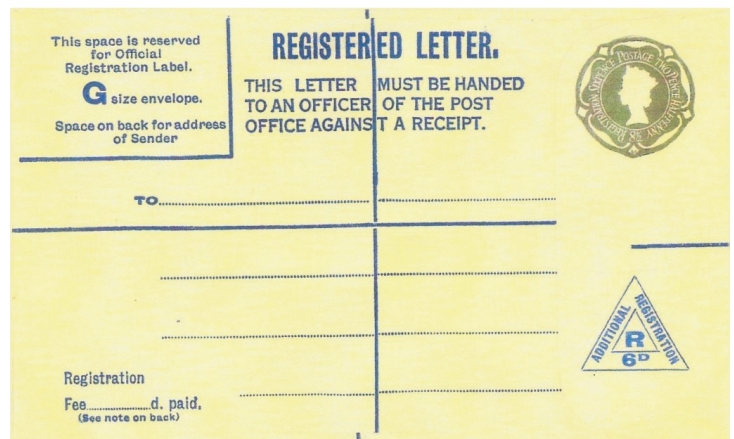 This space is reserved
for Official
Registration Label.
G size envelope.
Space on back for address
of Sender
REGISTERED LETTER.
THIS LETTER MUST BE HANDED
TO AN OFFICER OF THE POST
OFFICE AGAINST A RECEIPT.
REGISTRATION SIXPENCE POSTAGE TWO PENCE HALFPENNY
TO
ADDITIONAL REGISTRATION
R
6D
Registration
Fee d. paid.
(See note on back)